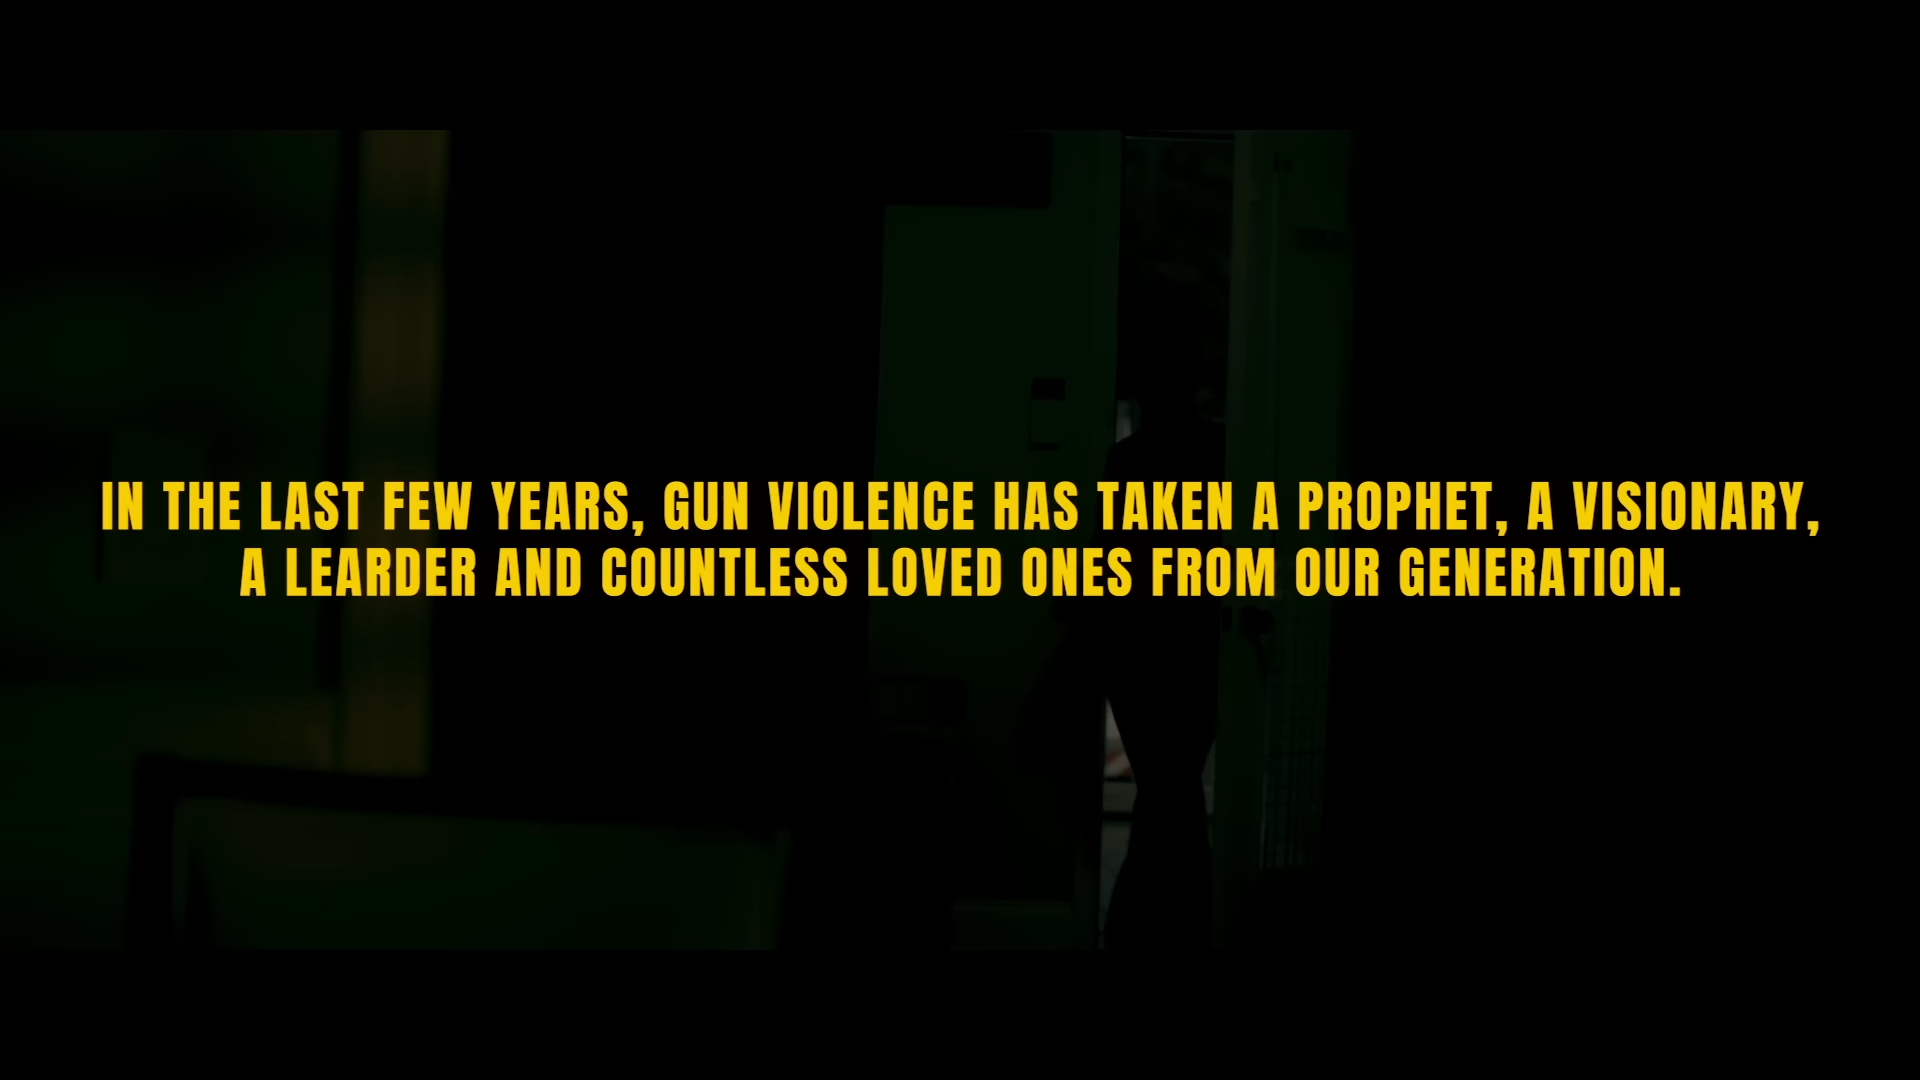 IN THE LAST FEW YEARS, GUN VIOLENCE HAS TAKEN A PROPHET, A VISIONARY,
A LEARDER AND COUNTLESS LOVED ONES FROM OUR GENERATION.